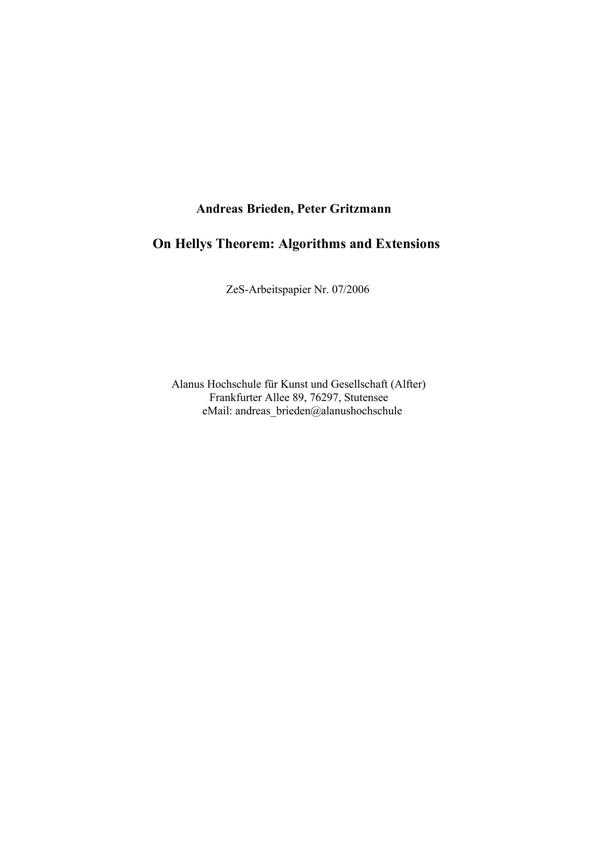 Andreas Brieden, Peter Gritzmann
On Hellys Theorem: Algorithms and Extensions
ZeS-Arbeitspapier Nr. 07/2006
Alanus Hochschule für Kunst und Gesellschaft (Alfter)
Frankfurter Allee 89, 76297, Stutensee
eMail: andreas_brieden@alanushochschule